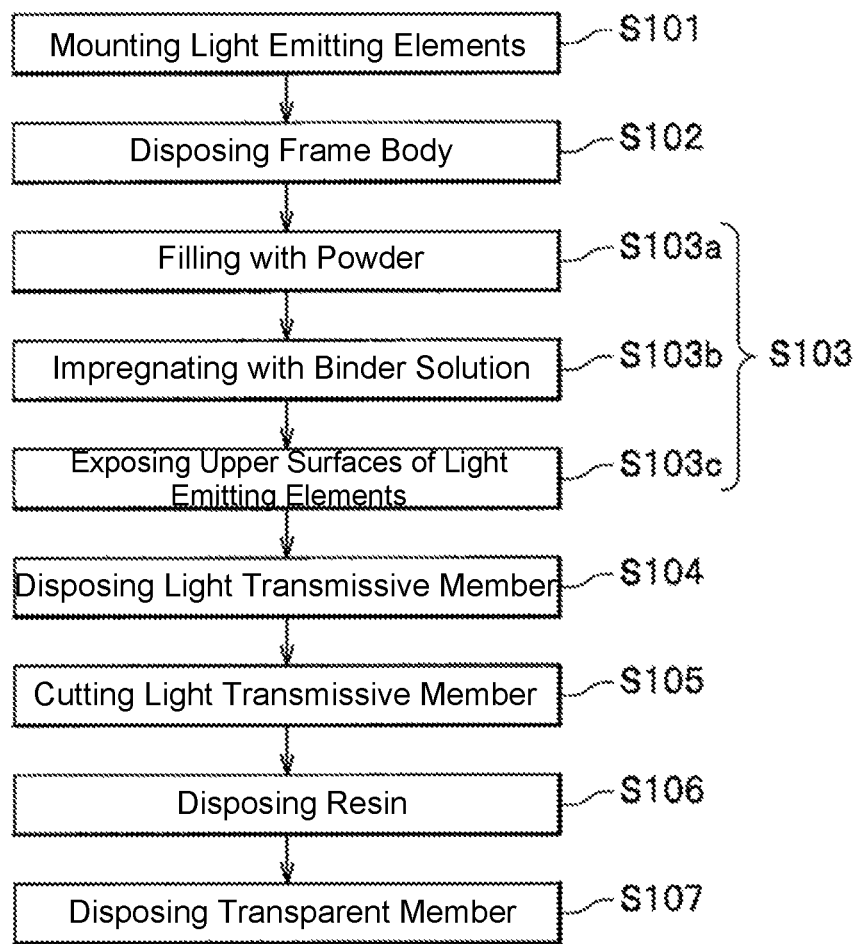 Mounting Light Emitting Elements S101
Disposing Frame Body S102
Filling with Powder S103a
Impregnating with Binder Solution S103b
S103
Exposing Upper Surfaces of Light
Emitting Elements S103c
Disposing Light Transmissive Member S104
Cutting Light Transmissive Member S105
Disposing Resin S106
Disposing Transparent Member S107